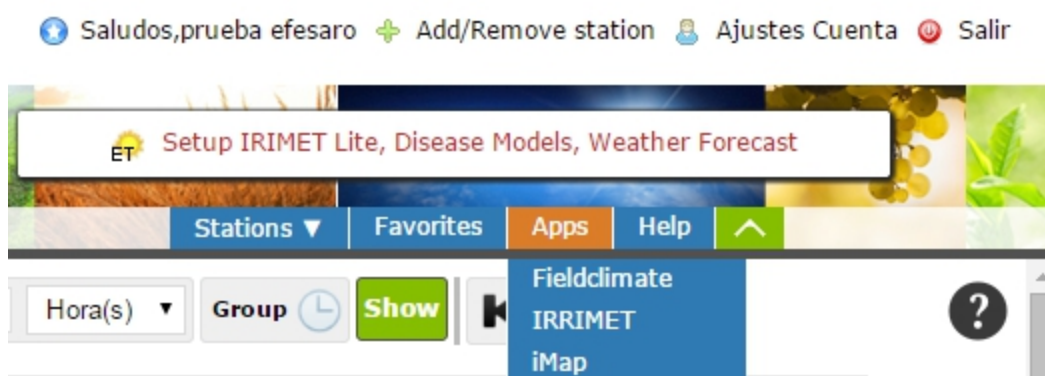 Saludos,prueba efesaro Add/Remove station Ajustes Cuenta Salir
ET Setup IRIMET Lite, Disease Models, Weather Forecast
Stations ▼ Favorites Apps Help
Fieldclimate
Hora(s) ▼ Group Show ?
IRRIMET
iMap